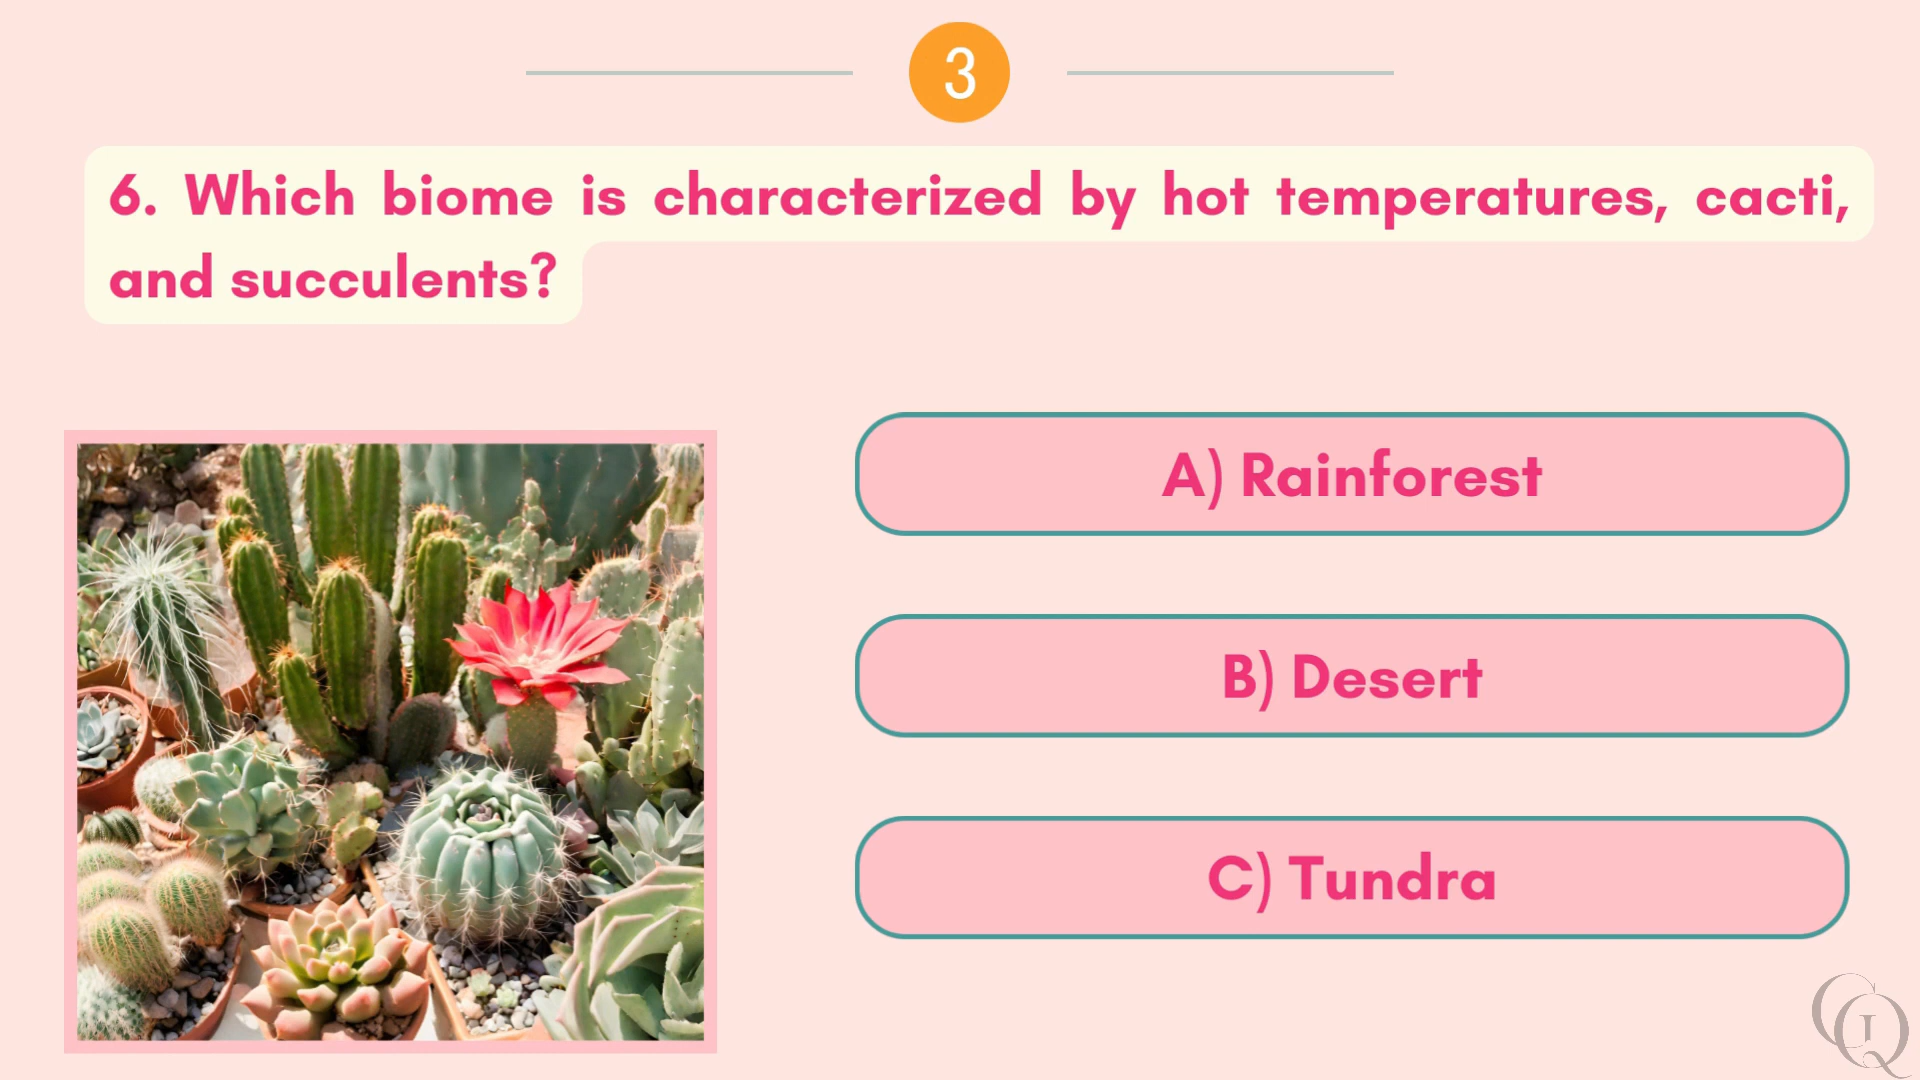 3
6. Which biome is characterized by hot temperatures, cacti,
and succulents?
A) Rainforest
B) Desert
C) Tundra